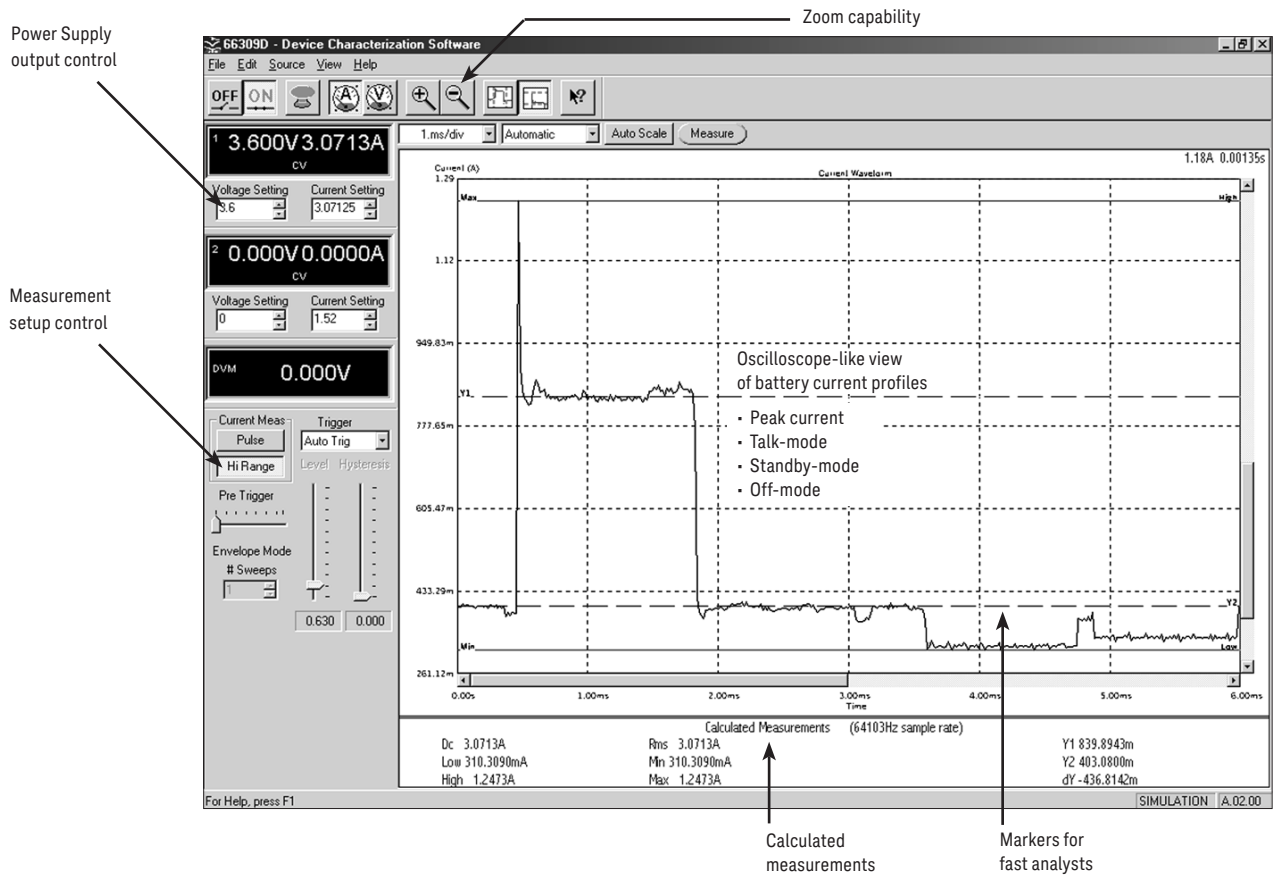 Zoom capability
Power Supply
output control
66309D - Device Characterization Software
File Edit Source View Help
OFF ON A V
1 3.600V 3.0713A
CV
Voltage Setting Current Setting
3.6 3.07125
2 0.000V 0.0000A
CV
Voltage Setting Current Setting
0 1.52
Measurement
setup control
DVM 0.000V
Current Meas
Pulse
Hi Range
Trigger
Auto Trig
Level Hysteresis
Pre Trigger
Envelope Mode
# Sweeps
1
0.630 0.000
1.ms/div Automatic Auto Scale Measure
1.18A 0.00135s
Current (A)
Current Waveform
1.29
Max High
1.12
949.83m
Y1
777.65m
605.47m
433.29m
Y2
Min Low
261.12m
0.00s 1.00ms 2.00ms 3.00ms 4.00ms 5.00ms 6.00ms
Time
Oscilloscope-like view
of battery current profiles
· Peak current
· Talk-mode
· Standby-mode
· Off-mode
Calculated Measurements (64103Hz sample rate)
Dc 3.0713A Rms 3.0713A Y1 839.8943m
Low 310.3090mA Min 310.3090mA Y2 403.0800m
High 1.2473A Max 1.2473A dY -436.8142m
For Help, press F1 SIMULATION A.02.00
Calculated
measurements
Markers for
fast analysts